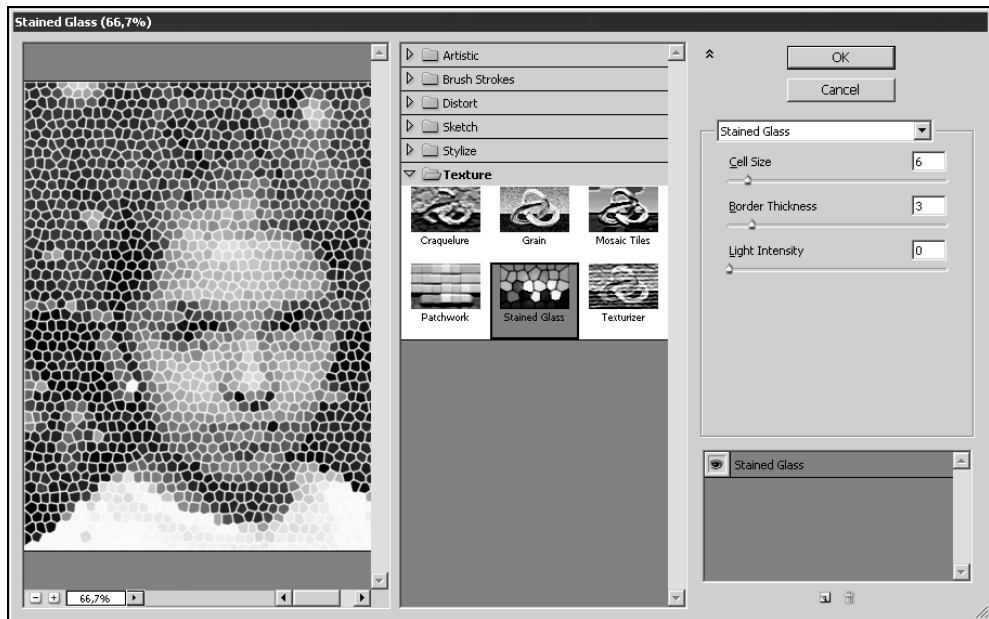 Stained Glass (66,7%)
66,7%
Artistic
Brush Strokes
Distort
Sketch
Stylize
Texture
Craquelure Grain Mosaic Tiles
Patchwork Stained Glass Texturizer
OK
Cancel
Stained Glass
Cell Size 6
Border Thickness 3
Light Intensity 0
Stained Glass